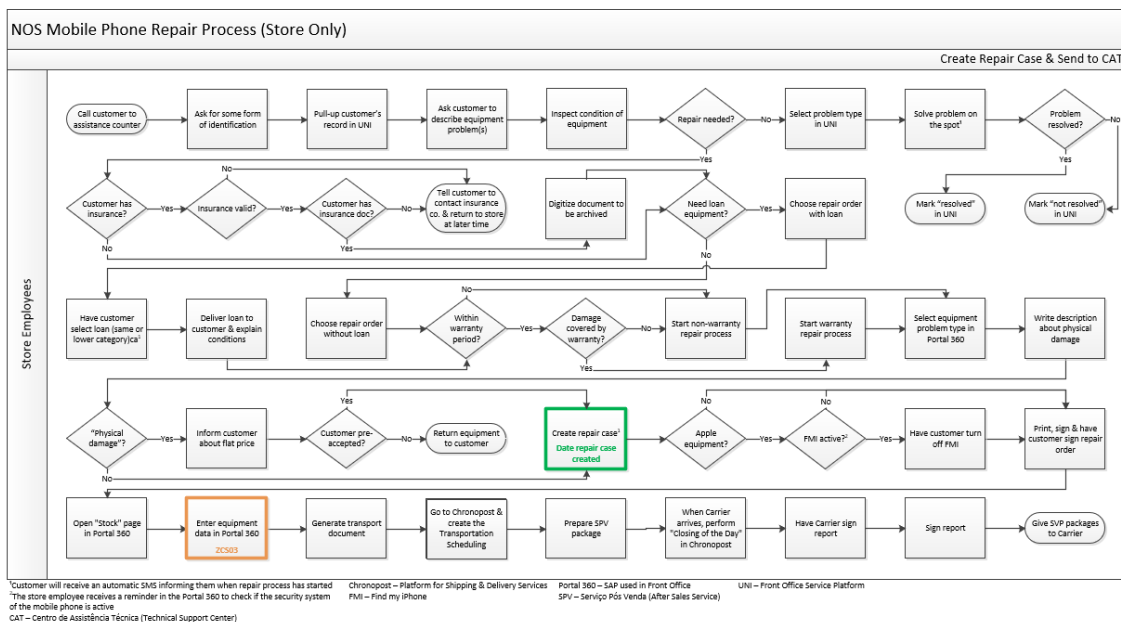 NOS Mobile Phone Repair Process (Store Only)
Create Repair Case & Send to CAT
Store Employees
Call customer to
assistance counter
Ask for some form
of identification
Pull-up customer's
record in UNI
Ask customer to
describe equipment
problem(s)
Inspect condition of
equipment
Repair needed?
No
Select problem type
in UNI
Solve problem on
the spot³
Problem
resolved?
No
Yes
Yes
Customer has
insurance?
Yes
No
Insurance valid?
Yes
No
Customer has
insurance doc?
No
Yes
Tell customer to
contact insurance
co. & return to store
at later time
Digitize document to
be archived
Need loan
equipment?
Yes
No
Choose repair order
with loan
Mark "resolved"
in UNI
Mark "not resolved"
in UNI
Have customer
select loan (same or
lower category)ca¹
Deliver loan to
customer & explain
conditions
Choose repair order
without loan
Within
warranty
period?
No
Yes
Damage
covered by
warranty?
No
Yes
Start non-warranty
repair process
Start warranty
repair process
Select equipment
problem type in
Portal 360
Write description
about physical
damage
"Physical
damage"?
Yes
No
Inform customer
about flat price
Yes
Customer pre-
accepted?
No
Return equipment
to customer
Create repair case¹
Date repair case
created
No
Apple
equipment?
Yes
No
FMI active?²
Yes
Have customer turn
off FMI
Print, sign & have
customer sign repair
order
Open "Stock" page
in Portal 360
Enter equipment
data in Portal 360
ZCS03
Generate transport
document
Go to Chronopost &
create the
Transportation
Scheduling
Prepare SPV
package
When Carrier
arrives, perform
"Closing of the Day"
in Chronopost
Have Carrier sign
report
Sign report
Give SVP packages
to Carrier
¹Customer will receive an automatic SMS informing them when repair process has started
²The store employee receives a reminder in the Portal 360 to check if the security system
of the mobile phone is active
CAT – Centro de Assistência Técnica (Technical Support Center)
Chronopost – Platform for Shipping & Delivery Services
FMI – Find my iPhone
Portal 360 – SAP used in Front Office
SPV – Serviço Pós Venda (After Sales Service)
UNI – Front Office Service Platform